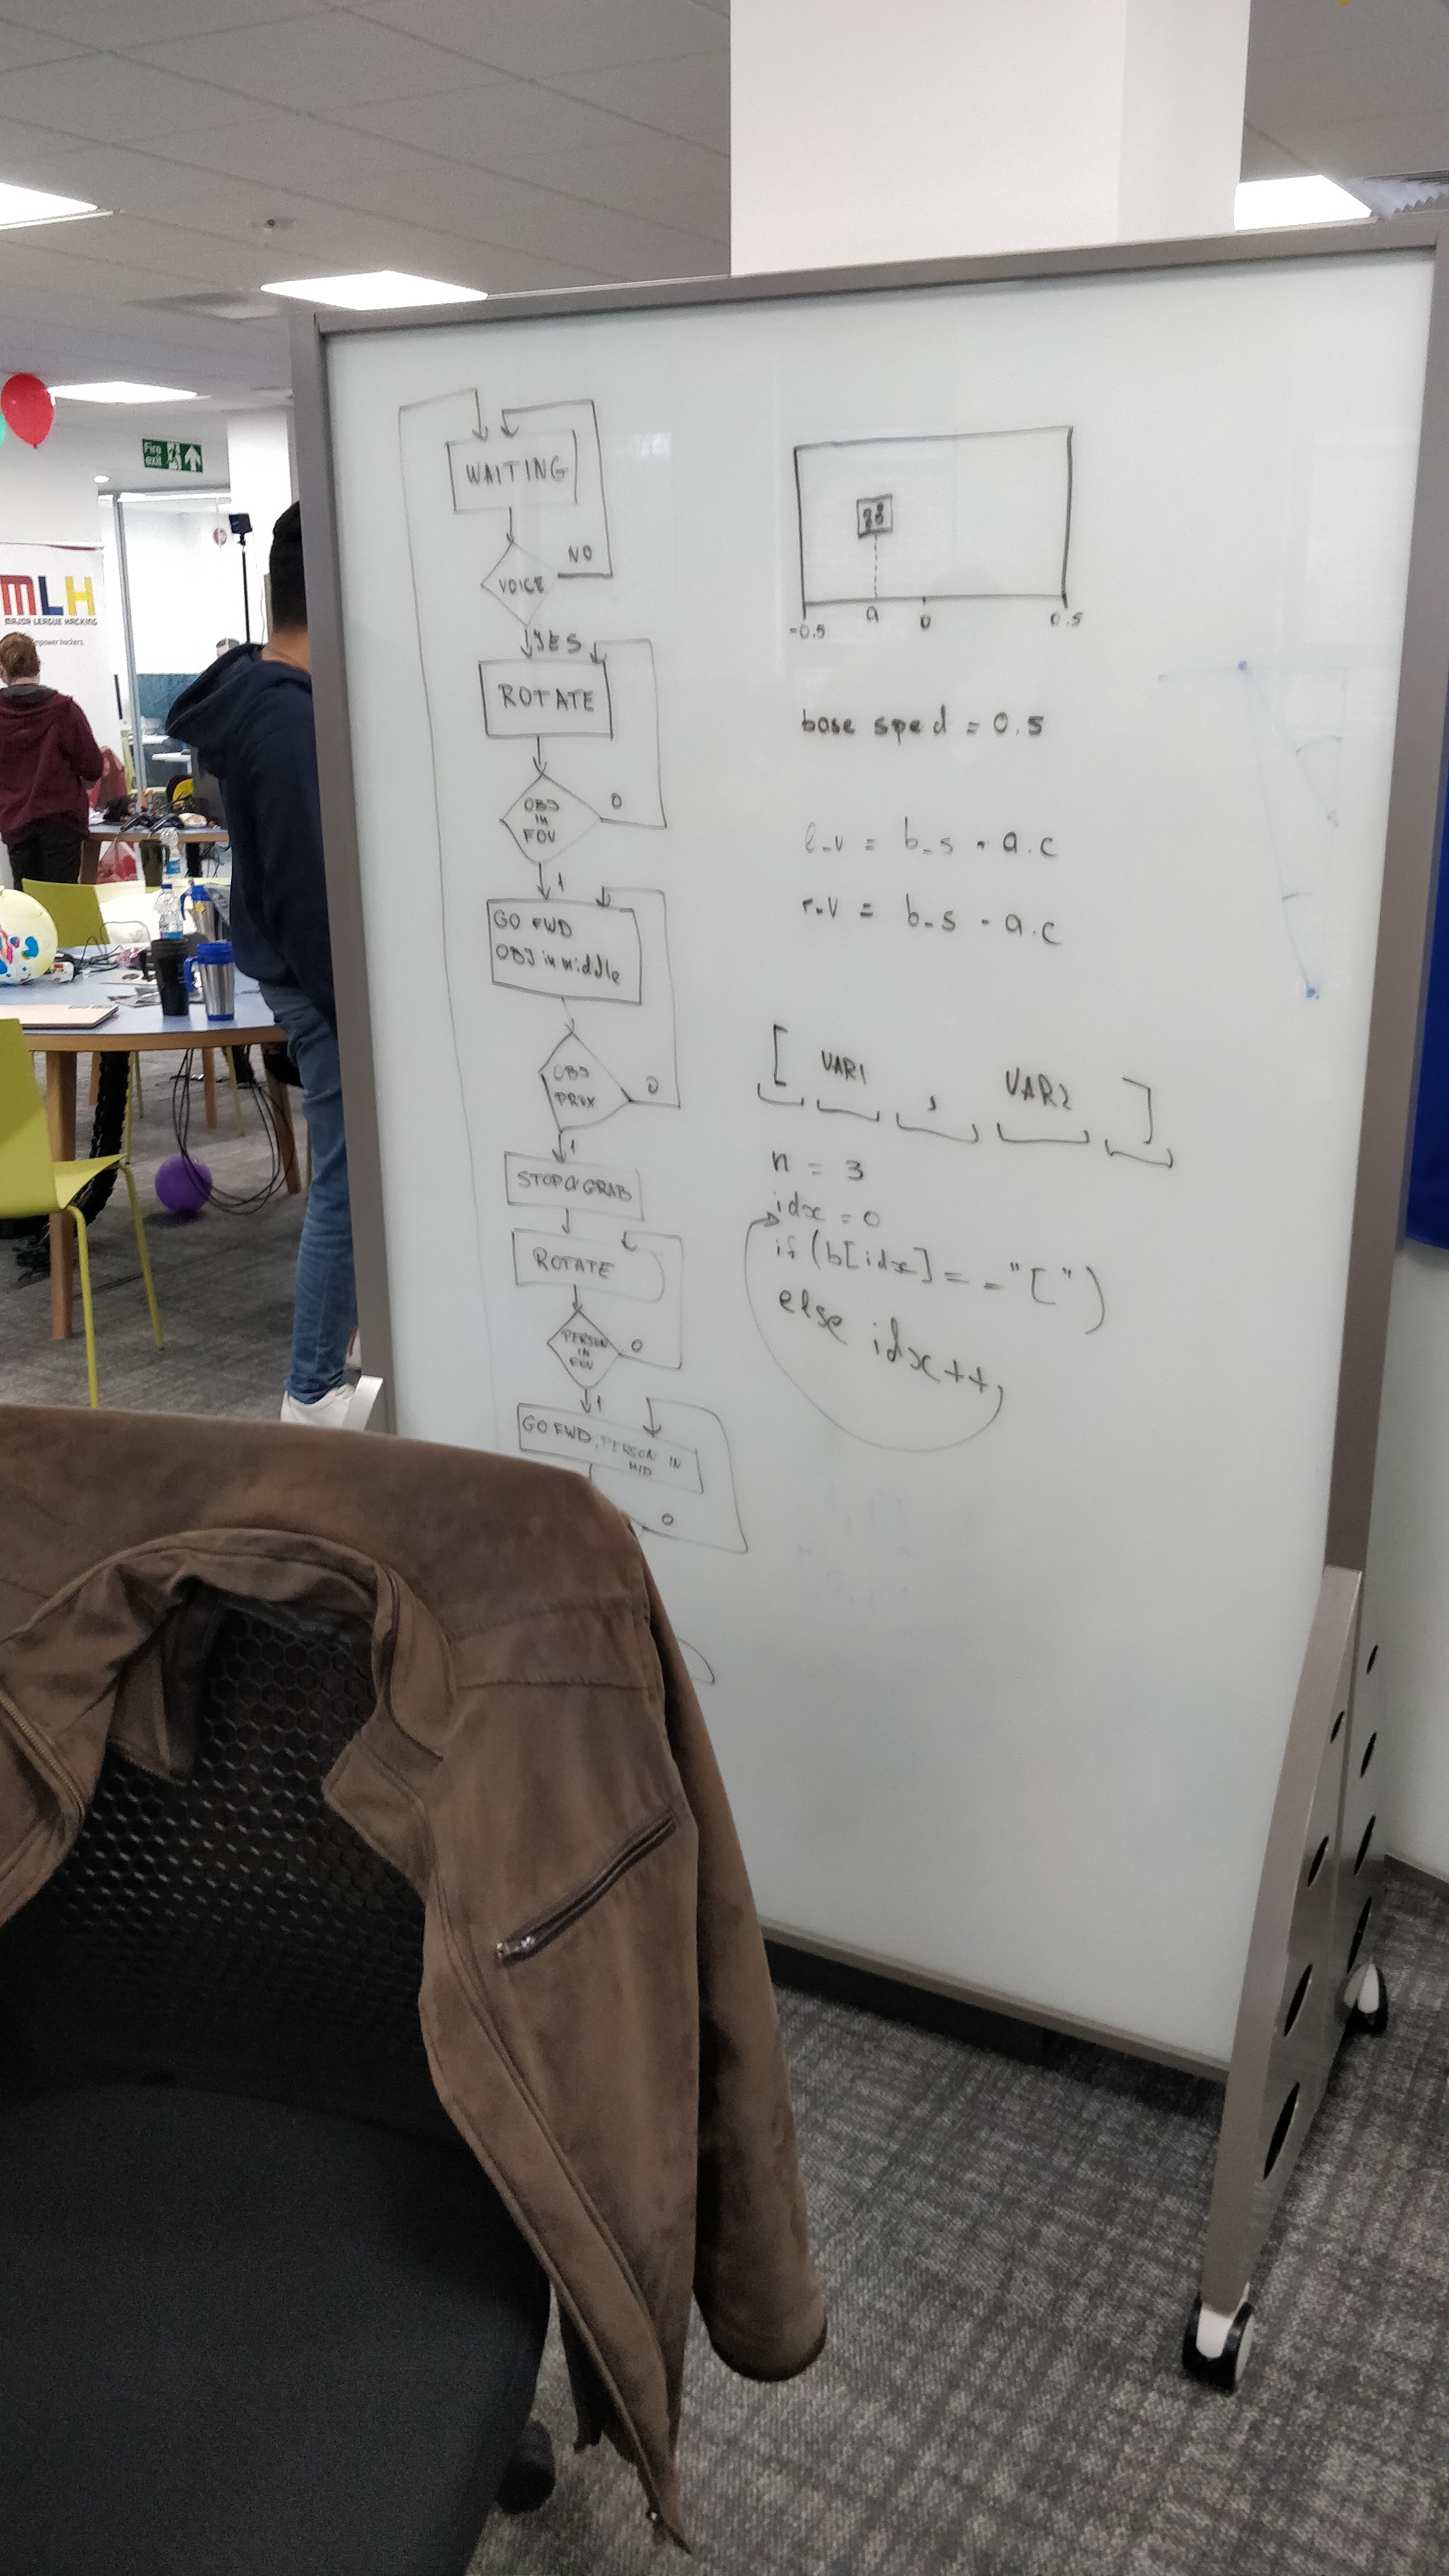 Fire
exit
MLH
MAJOR LEAGUE HACKING
WAITING
VOICE
NO
YES
ROTATE
OBJ
IN
FOV
0
1
GO FWD
OBJ in middle
OBJ
PROX
0
1
STOP & GRAB
ROTATE
PERSON
IN
FOV
0
1
GO FWD, PERSON IN
MID
0
-0.5
a
0
0.5
base sped = 0.5
l_v = b_s - a.c
r_v = b_s - a.c
[ VAR1 , VAR2 ]
n = 3
idx = 0
if (b[idx] == "[")
else idx++;